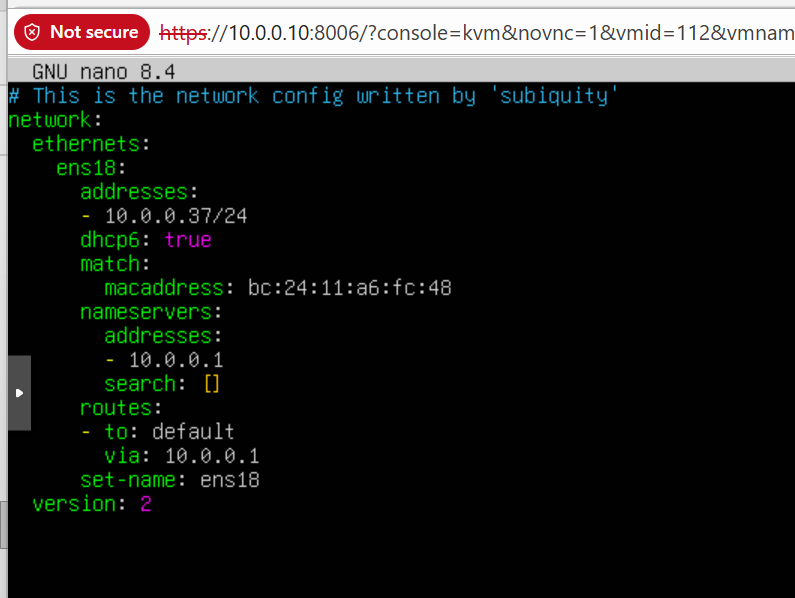 Not secure https://10.0.0.10:8006/?console=kvm&novnc=1&vmid=112&vmnam
GNU nano 8.4
# This is the network config written by 'subiquity'
network:
  ethernets:
    ens18:
      addresses:
      - 10.0.0.37/24
      dhcp6: true
      match:
        macaddress: bc:24:11:a6:fc:48
      nameservers:
        addresses:
        - 10.0.0.1
        search: []
      routes:
      - to: default
        via: 10.0.0.1
      set-name: ens18
  version: 2